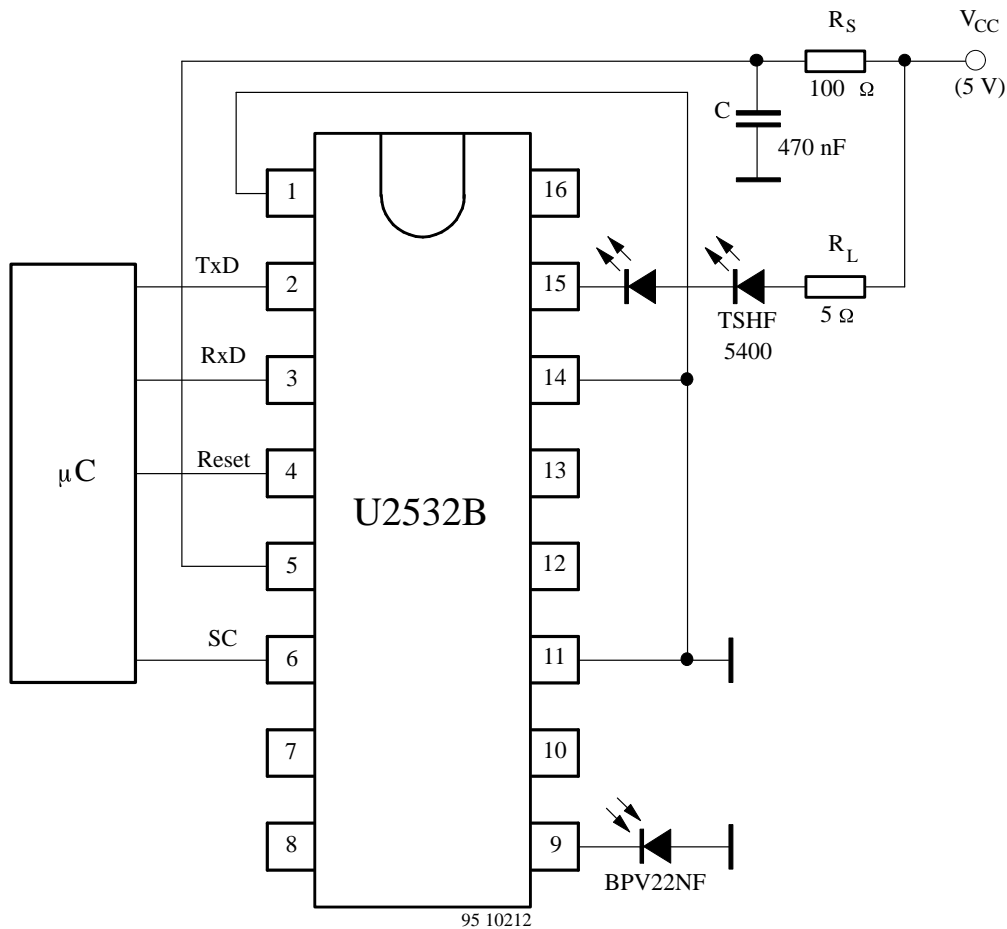 R_S
V_CC
100 Ω
(5 V)
C
470 nF
1
16
TxD
2
15
R_L
5 Ω
TSHF
5400
RxD
3
14
Reset
4
13
µC
U2532B
5
12
SC
6
11
7
10
8
9
BPV22NF
95 10212